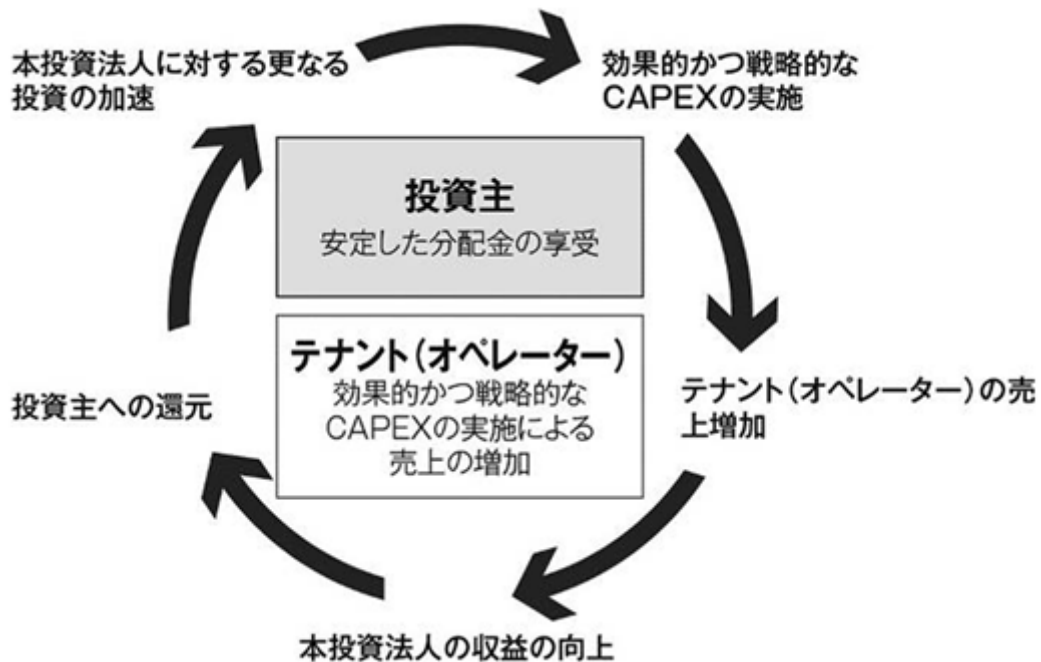 本投資法人に対する更なる
投資の加速
効果的かつ戦略的な
CAPEXの実施
投資主
安定した分配金の享受
テナント(オペレーター)
効果的かつ戦略的な
CAPEXの実施による
売上の増加
投資主への還元
テナント(オペレーター)の売
上増加
本投資法人の収益の向上